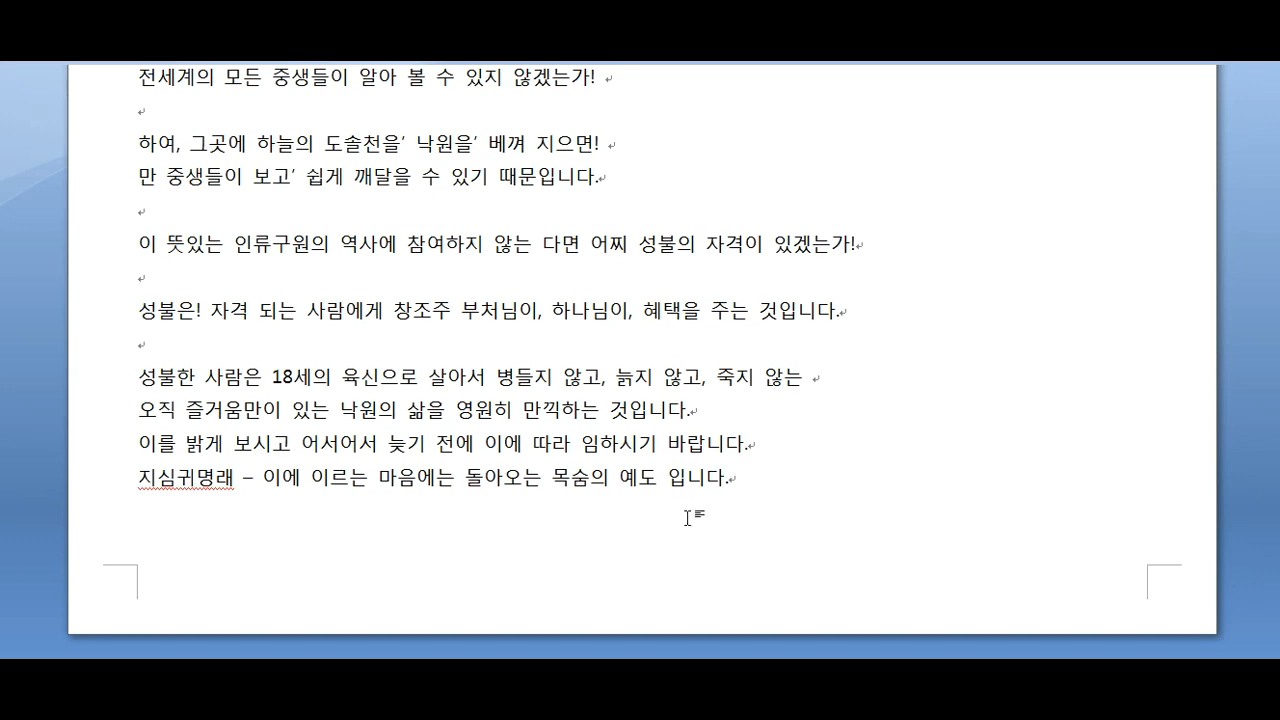 전세계의 모든 중생들이 알아 볼 수 있지 않겠는가!
하여, 그곳에 하늘의 도솔천을’ 낙원을’ 베껴 지으면!
만 중생들이 보고’ 쉽게 깨달을 수 있기 때문입니다.
이 뜻있는 인류구원의 역사에 참여하지 않는 다면 어찌 성불의 자격이 있겠는가!
성불은! 자격 되는 사람에게 창조주 부처님이, 하나님이, 혜택을 주는 것입니다.
성불한 사람은 18세의 육신으로 살아서 병들지 않고, 늙지 않고, 죽지 않는
오직 즐거움만이 있는 낙원의 삶을 영원히 만끽하는 것입니다.
이를 밝게 보시고 어서어서 늦기 전에 이에 따라 임하시기 바랍니다.
지심귀명래 – 이에 이르는 마음에는 돌아오는 목숨의 예도 입니다.